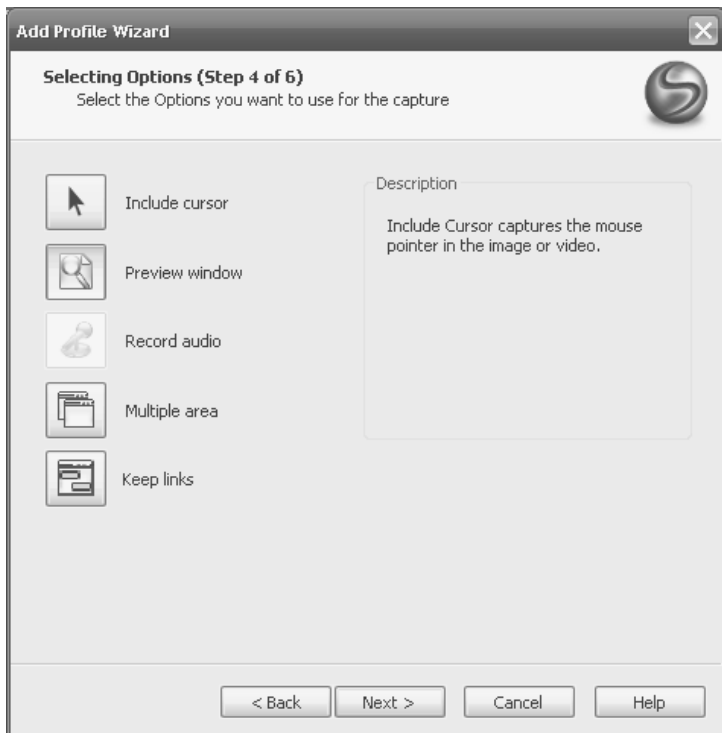 Add Profile Wizard
Selecting Options (Step 4 of 6)
Select the Options you want to use for the capture
Include cursor
Preview window
Record audio
Multiple area
Keep links
Description
Include Cursor captures the mouse
pointer in the image or video.
< Back
Next >
Cancel
Help